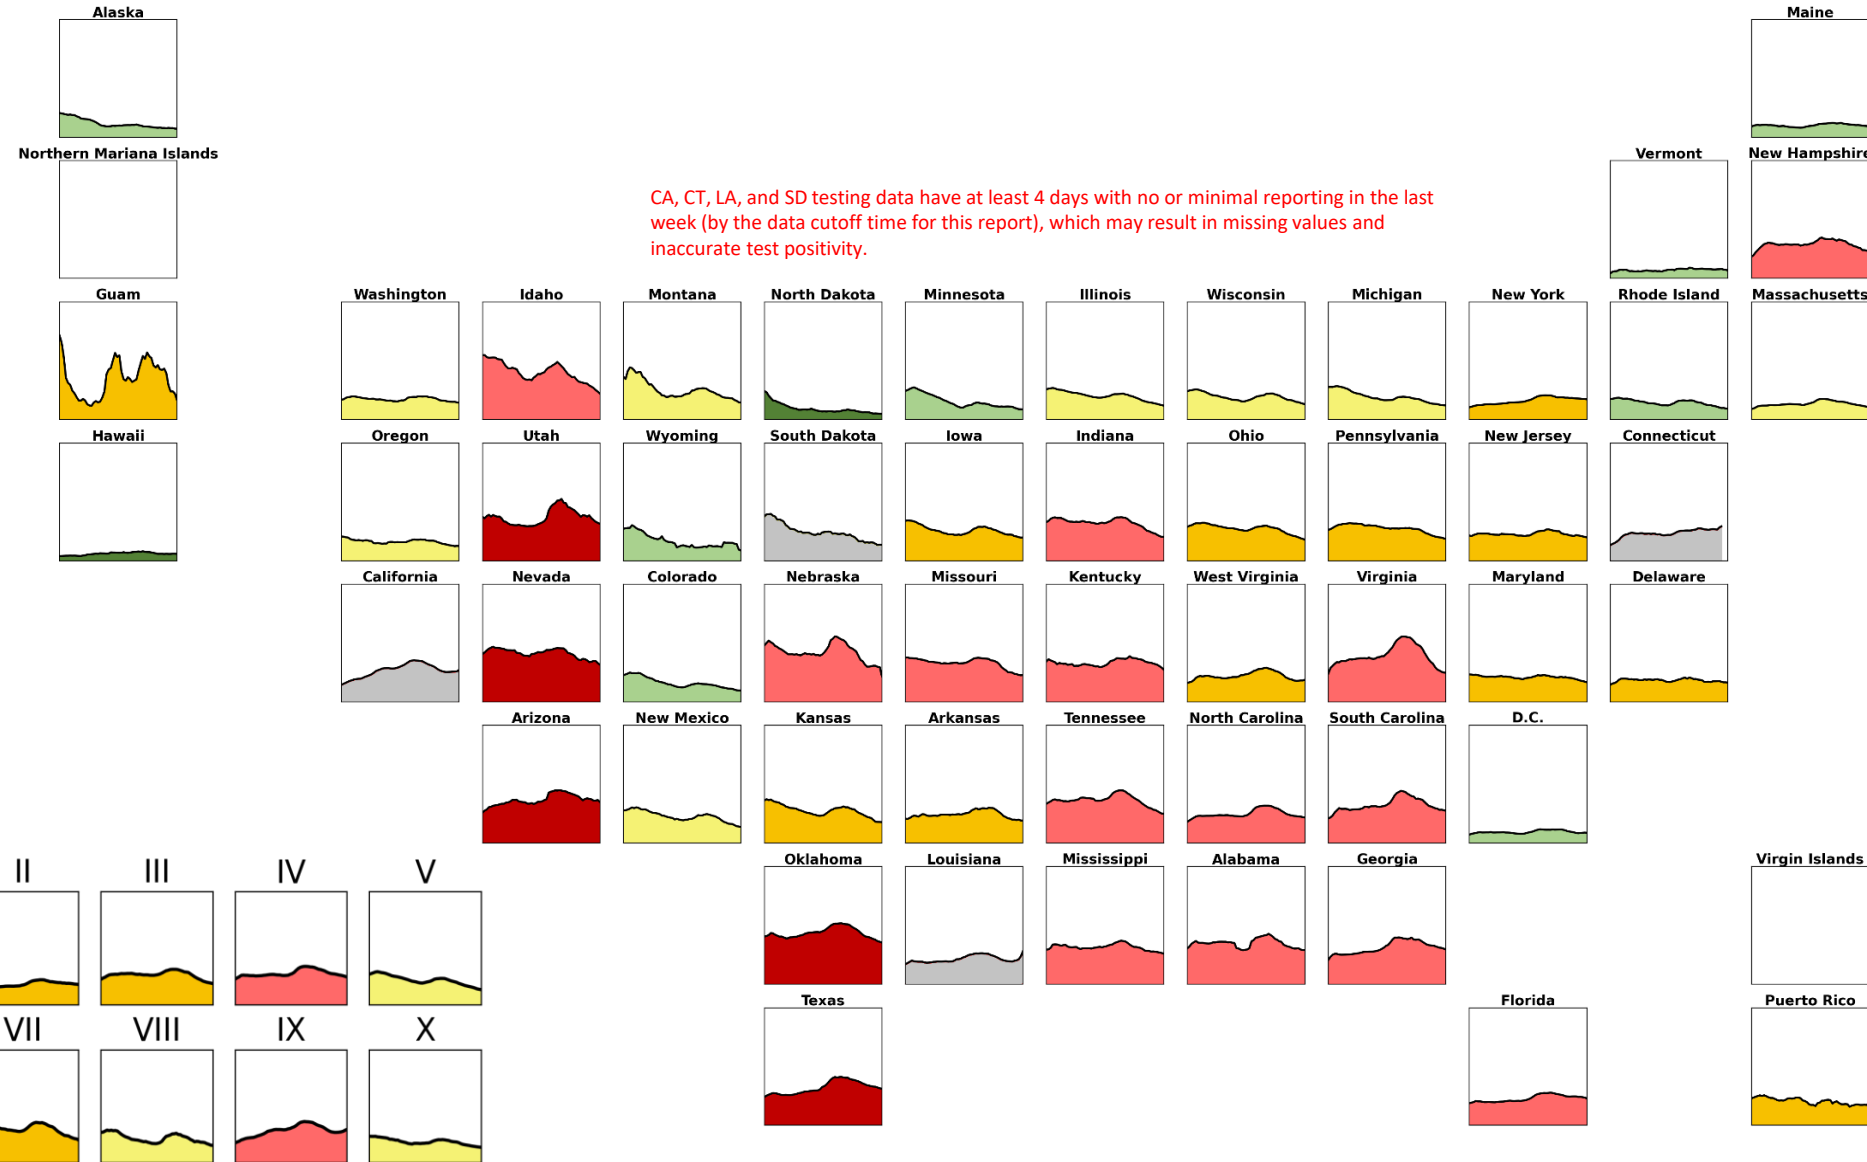 Alaska
Maine
Northern Mariana Islands
Vermont
New Hampshire
CA, CT, LA, and SD testing data have at least 4 days with no or minimal reporting in the last
week (by the data cutoff time for this report), which may result in missing values and
inaccurate test positivity.
Guam
Washington
Idaho
Montana
North Dakota
Minnesota
Illinois
Wisconsin
Michigan
New York
Rhode Island
Massachusetts
Hawaii
Oregon
Utah
Wyoming
South Dakota
Iowa
Indiana
Ohio
Pennsylvania
New Jersey
Connecticut
California
Nevada
Colorado
Nebraska
Missouri
Kentucky
West Virginia
Virginia
Maryland
Delaware
Arizona
New Mexico
Kansas
Arkansas
Tennessee
North Carolina
South Carolina
D.C.
II
III
IV
V
Oklahoma
Louisiana
Mississippi
Alabama
Georgia
Virgin Islands
VII
VIII
IX
X
Texas
Florida
Puerto Rico